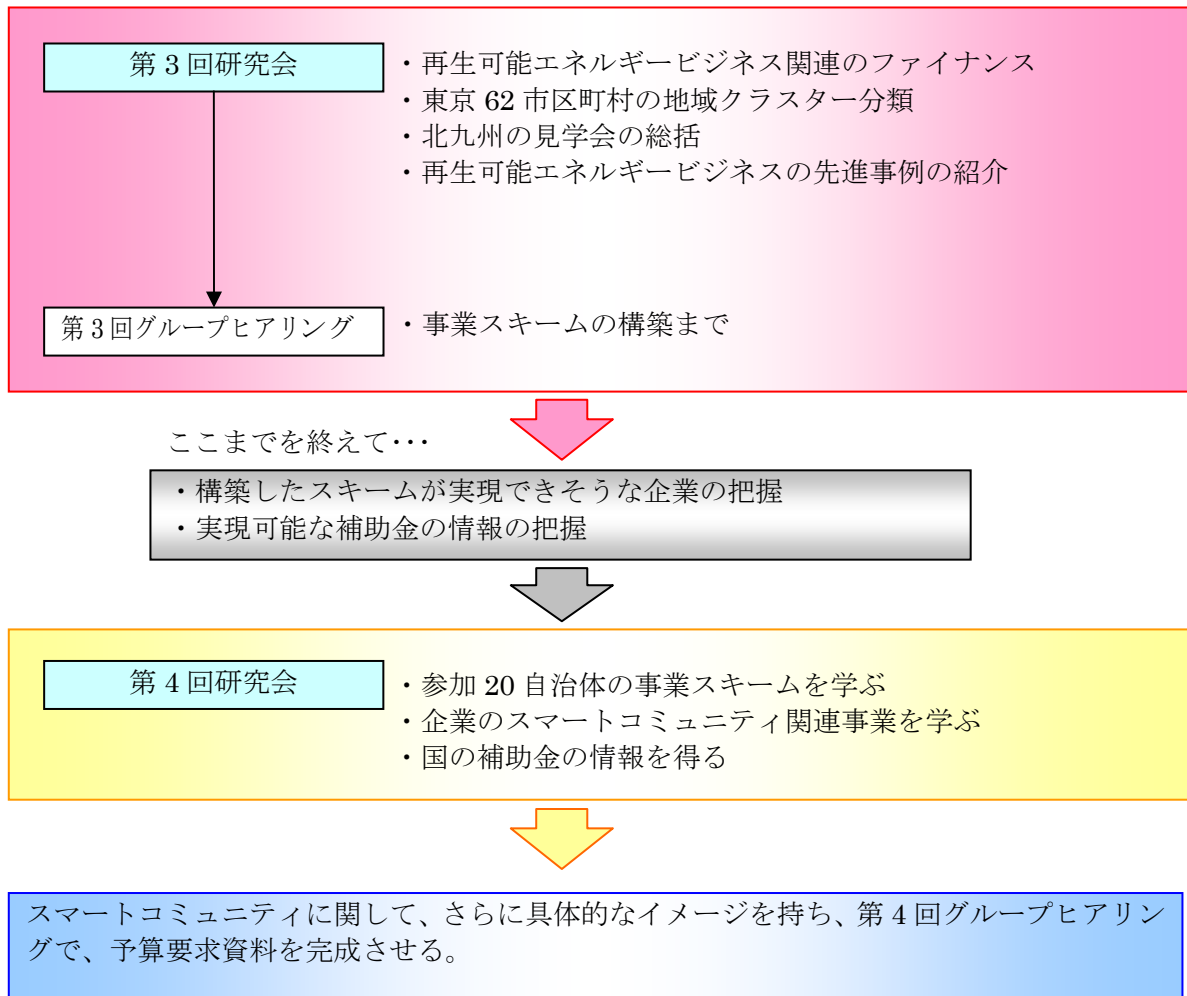 第 3 回研究会
・再生可能エネルギービジネス関連のファイナンス
・東京 62 市区町村の地域クラスター分類
・北九州の見学会の総括
・再生可能エネルギービジネスの先進事例の紹介
第 3 回グループヒアリング
・事業スキームの構築まで
ここまでを終えて･･･
・構築したスキームが実現できそうな企業の把握
・実現可能な補助金の情報の把握
第 4 回研究会
・参加 20 自治体の事業スキームを学ぶ
・企業のスマートコミュニティ関連事業を学ぶ
・国の補助金の情報を得る
スマートコミュニティに関して、さらに具体的なイメージを持ち、第 4 回グループヒアリン
グで、予算要求資料を完成させる。